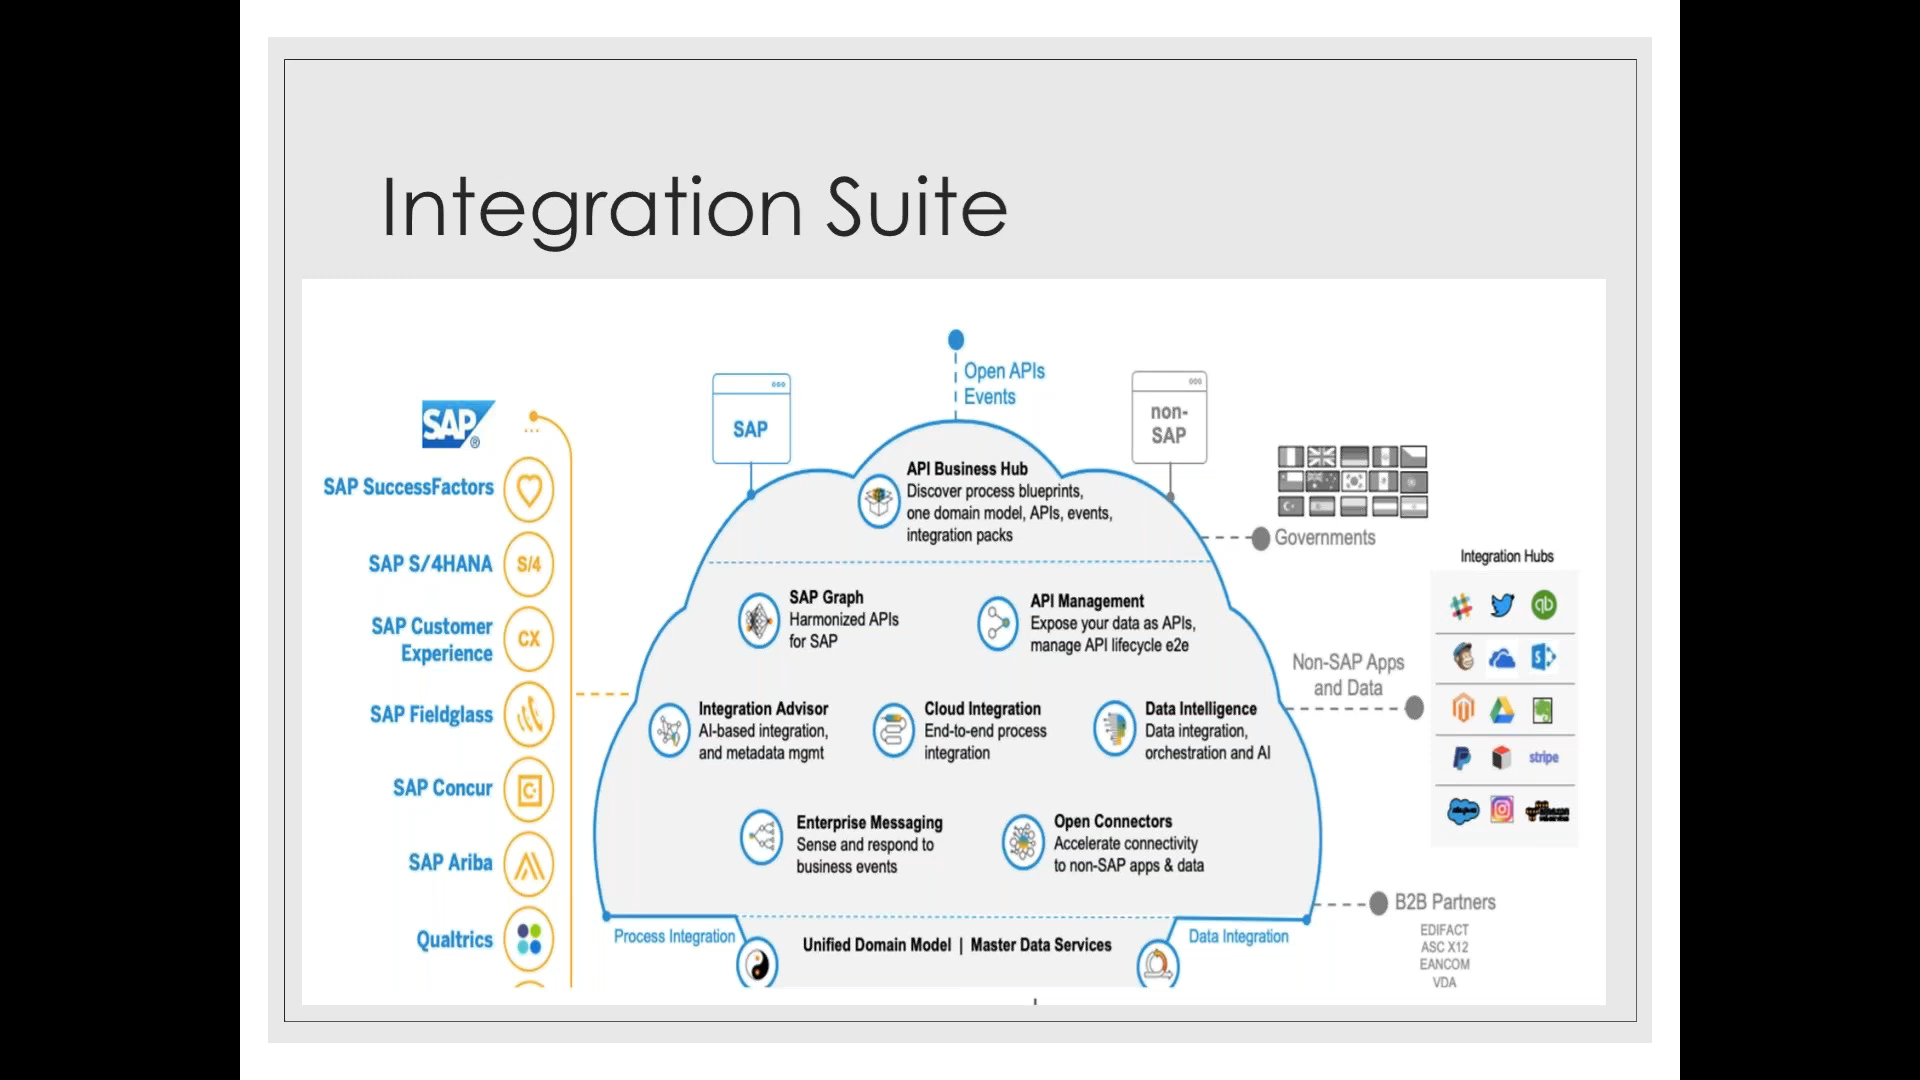 Integration Suite
Open APIs
Events
SAP
non-
SAP
SAP
®
SAP SuccessFactors
SAP S/4HANA
S/4
SAP Customer
Experience
CX
SAP Fieldglass
SAP Concur
C
SAP Ariba
Qualtrics
API Business Hub
Discover process blueprints,
one domain model, APIs, events,
integration packs
SAP Graph
Harmonized APIs
for SAP
API Management
Expose your data as APIs,
manage API lifecycle e2e
Integration Advisor
AI-based integration,
and metadata mgmt
Cloud Integration
End-to-end process
integration
Data Intelligence
Data integration,
orchestration and AI
Enterprise Messaging
Sense and respond to
business events
Open Connectors
Accelerate connectivity
to non-SAP apps & data
Process Integration
Unified Domain Model | Master Data Services
Data Integration
Governments
Non-SAP Apps
and Data
Integration Hubs
qb
S
stripe
B2B Partners
EDIFACT
ASC X12
EANCOM
VDA